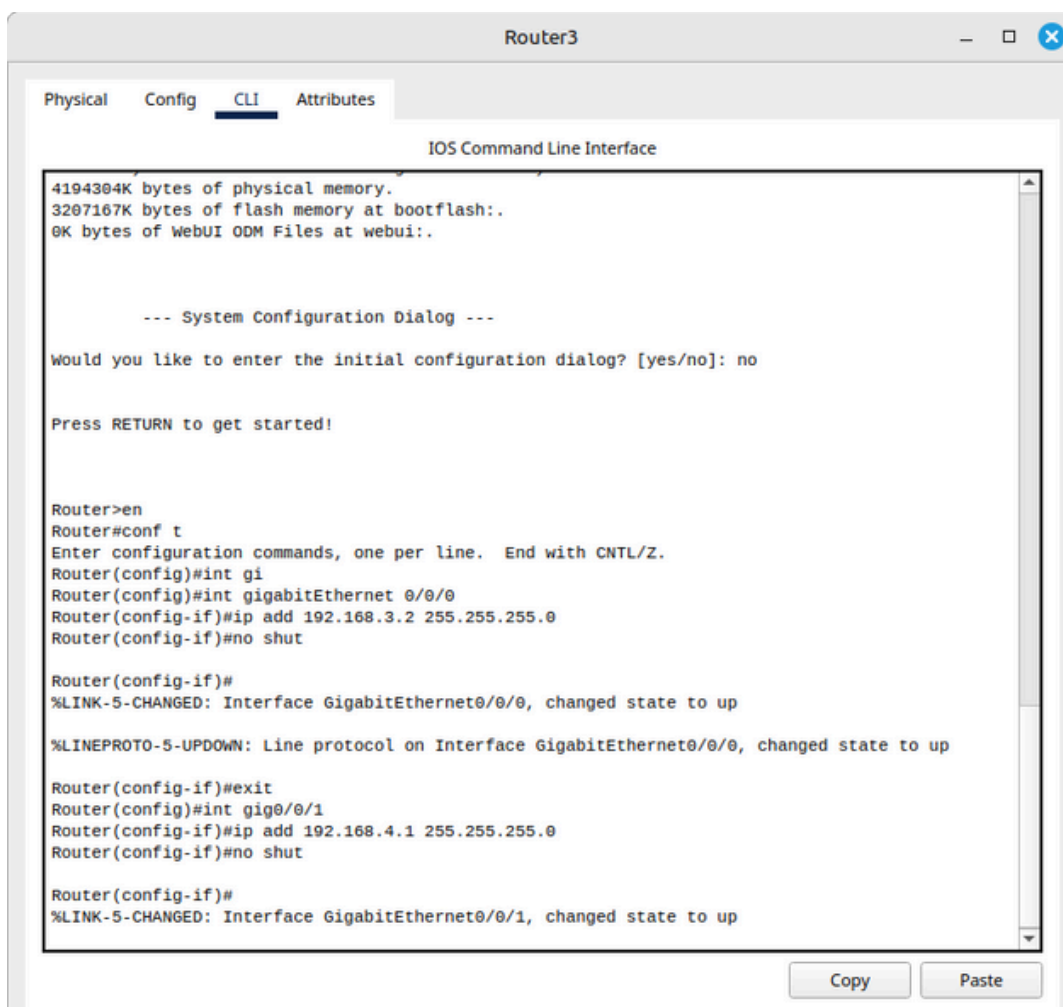 Router3
Physical Config CLI Attributes
IOS Command Line Interface
4194304K bytes of physical memory.
3207167K bytes of flash memory at bootflash:.
0K bytes of WebUI ODM Files at webui:.
--- System Configuration Dialog ---
Would you like to enter the initial configuration dialog? [yes/no]: no
Press RETURN to get started!
Router>en
Router#conf t
Enter configuration commands, one per line. End with CNTL/Z.
Router(config)#int gi
Router(config)#int gigabitEthernet 0/0/0
Router(config-if)#ip add 192.168.3.2 255.255.255.0
Router(config-if)#no shut
Router(config-if)#
%LINK-5-CHANGED: Interface GigabitEthernet0/0/0, changed state to up
%LINEPROTO-5-UPDOWN: Line protocol on Interface GigabitEthernet0/0/0, changed state to up
Router(config-if)#exit
Router(config)#int gig0/0/1
Router(config-if)#ip add 192.168.4.1 255.255.255.0
Router(config-if)#no shut
Router(config-if)#
%LINK-5-CHANGED: Interface GigabitEthernet0/0/1, changed state to up
Copy Paste